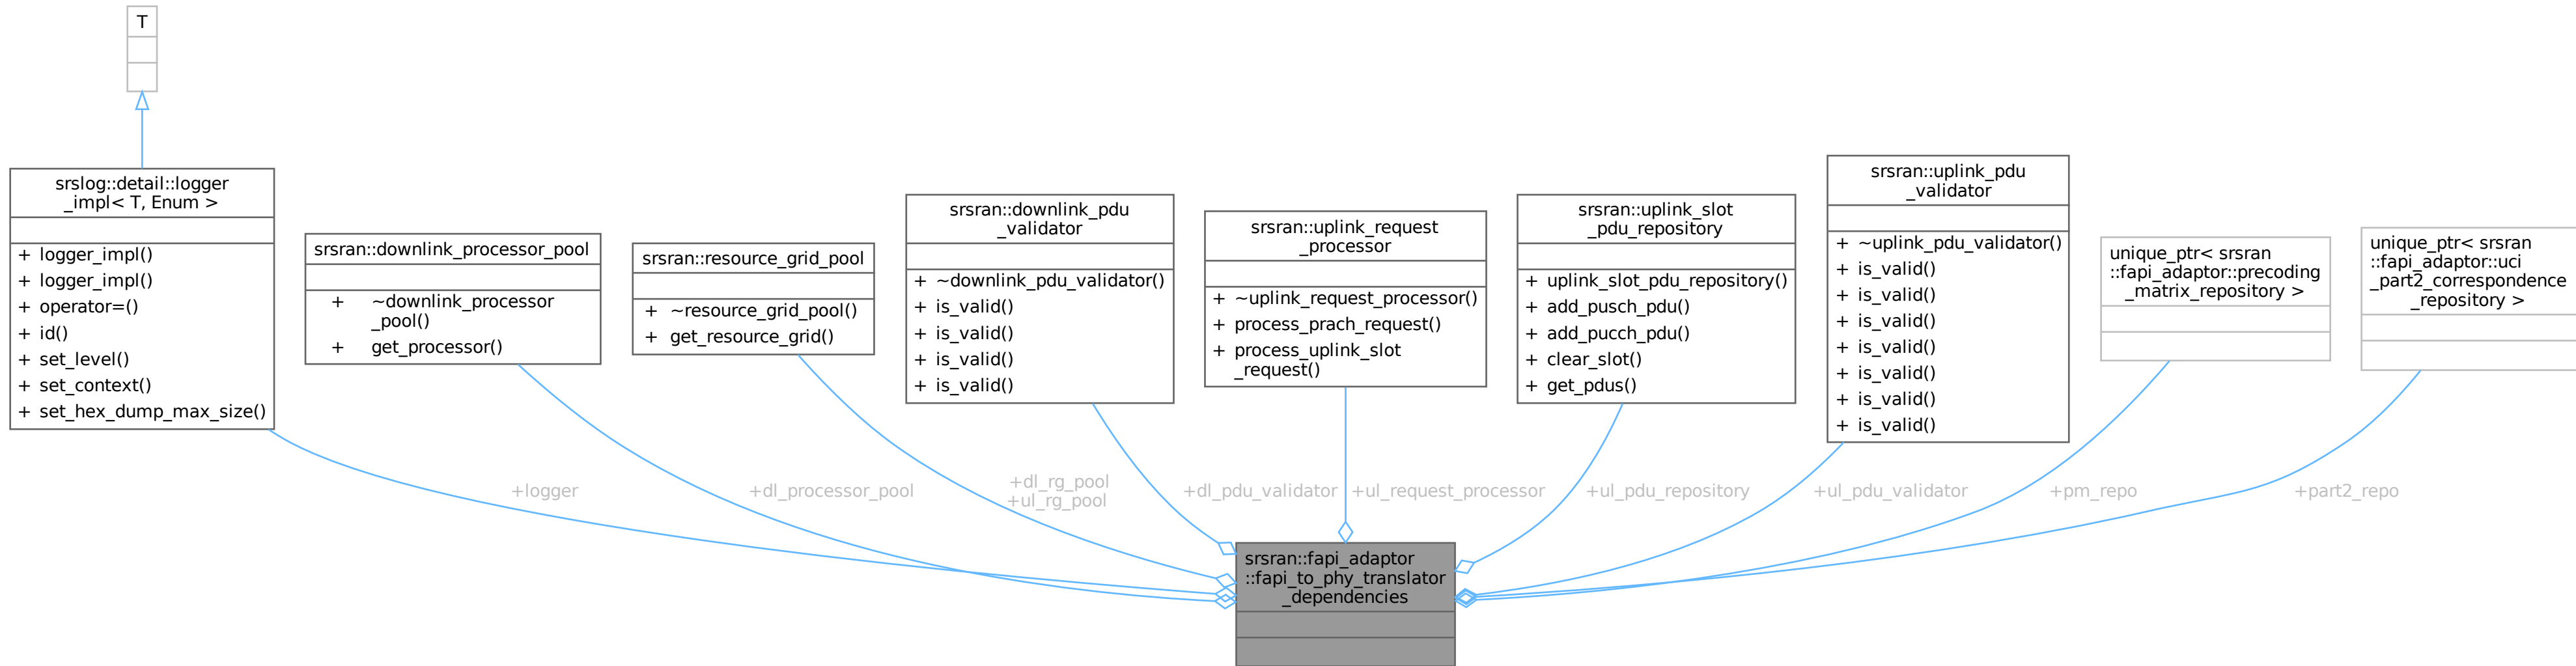 T
srslog::detail::logger
_impl< T, Enum >
+ logger_impl()
+ logger_impl()
+ operator=()
+ id()
+ set_level()
+ set_context()
+ set_hex_dump_max_size()
srsran::downlink_processor_pool
+ ~downlink_processor
_pool()
+ get_processor()
srsran::resource_grid_pool
+ ~resource_grid_pool()
+ get_resource_grid()
srsran::downlink_pdu
_validator
+ ~downlink_pdu_validator()
+ is_valid()
+ is_valid()
+ is_valid()
+ is_valid()
srsran::uplink_request
_processor
+ ~uplink_request_processor()
+ process_prach_request()
+ process_uplink_slot
_request()
srsran::uplink_slot
_pdu_repository
+ uplink_slot_pdu_repository()
+ add_pusch_pdu()
+ add_pucch_pdu()
+ clear_slot()
+ get_pdus()
srsran::uplink_pdu
_validator
+ ~uplink_pdu_validator()
+ is_valid()
+ is_valid()
+ is_valid()
+ is_valid()
+ is_valid()
+ is_valid()
+ is_valid()
unique_ptr< srsran
::fapi_adaptor::precoding
_matrix_repository >
unique_ptr< srsran
::fapi_adaptor::uci
_part2_correspondence
_repository >
+logger
+dl_processor_pool
+dl_rg_pool
+ul_rg_pool
+dl_pdu_validator
+ul_request_processor
+ul_pdu_repository
+ul_pdu_validator
+pm_repo
+part2_repo
srsran::fapi_adaptor
::fapi_to_phy_translator
_dependencies